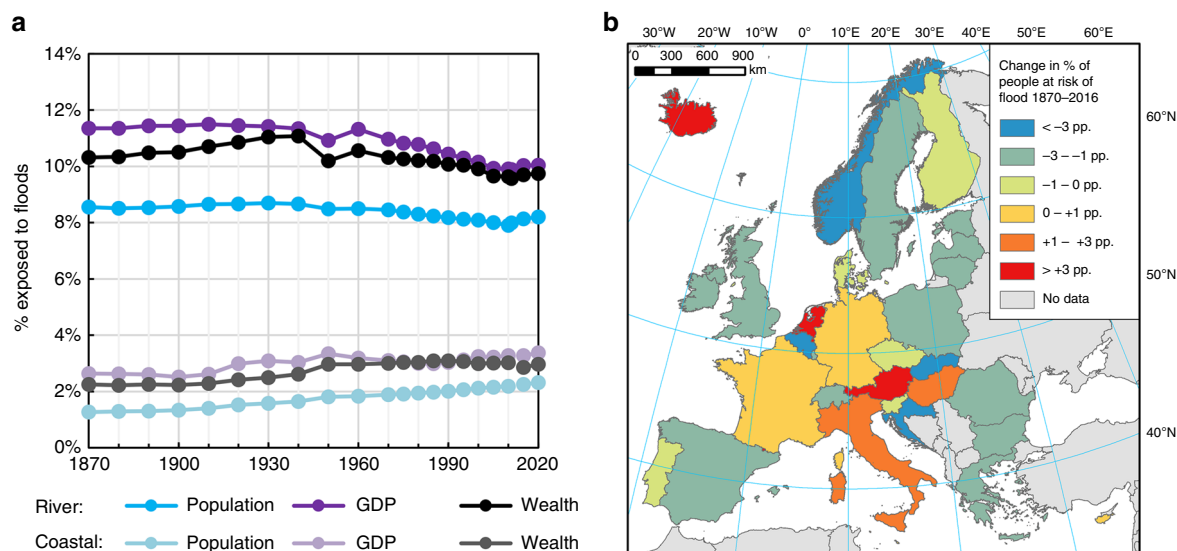 a
14%
12%
10%
8%
6%
4%
2%
0%
% exposed to floods
1870 1900 1930 1960 1990 2020
River: Population GDP Wealth
Coastal: Population GDP Wealth
b
30°W 20°W 10°W 0° 10°E 20°E 30°E 40°E 50°E 60°E
0 300 600 900
km
Change in % of
people at risk of
flood 1870–2016
< –3 pp.
–3 – –1 pp.
–1 – 0 pp.
0 – +1 pp.
+1 – +3 pp.
> +3 pp.
No data
60°N
50°N
40°N